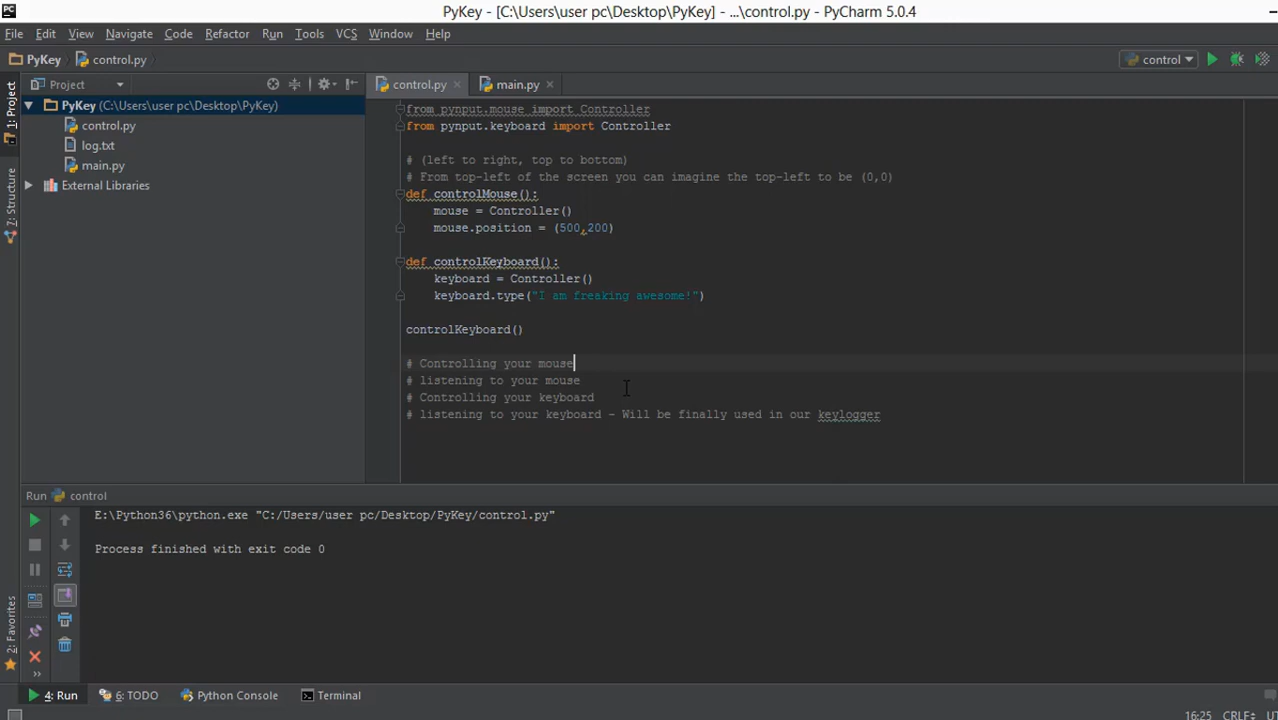 PyKey - [C:\Users\user pc\Desktop\PyKey] - ...\control.py - PyCharm 5.0.4
File Edit View Navigate Code Refactor Run Tools VCS Window Help
PyKey control.py control
1: Project
7: Structure
2: Favorites
Project
PyKey (C:\Users\user pc\Desktop\PyKey)
control.py
log.txt
main.py
External Libraries
control.py main.py
from pynput.mouse import Controller
from pynput.keyboard import Controller
# (left to right, top to bottom)
# From top-left of the screen you can imagine the top-left to be (0,0)
def controlMouse():
    mouse = Controller()
    mouse.position = (500,200)
def controlKeyboard():
    keyboard = Controller()
    keyboard.type("I am freaking awesome!")
controlKeyboard()
# Controlling your mouse
# listening to your mouse
# Controlling your keyboard
# listening to your keyboard - Will be finally used in our keylogger
Run control
E:\Python36\python.exe "C:/Users/user pc/Desktop/PyKey/control.py"
Process finished with exit code 0
4: Run 6: TODO Python Console Terminal
16:25 CRLF